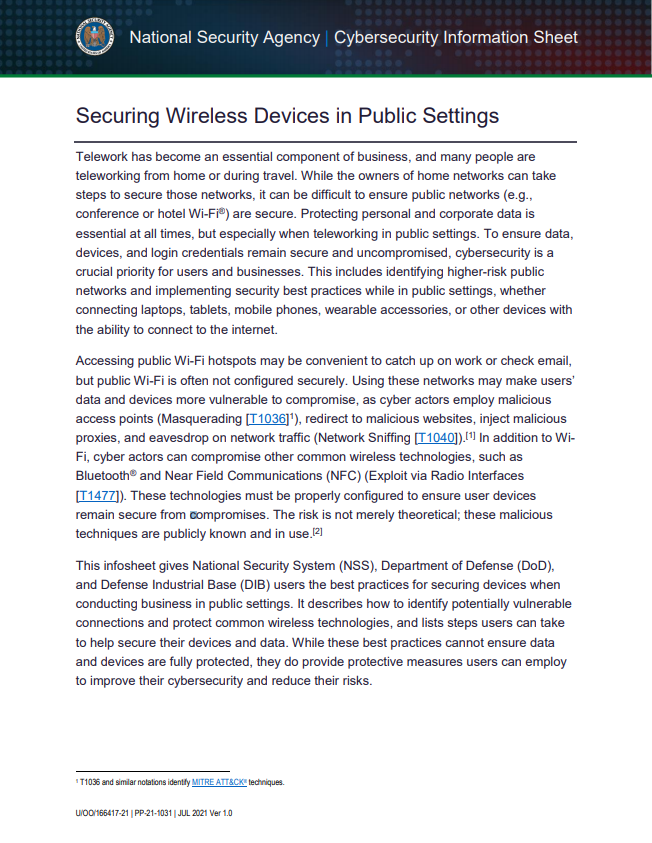 National Security Agency | Cybersecurity Information Sheet
Securing Wireless Devices in Public Settings
Telework has become an essential component of business, and many people are
teleworking from home or during travel. While the owners of home networks can take
steps to secure those networks, it can be difficult to ensure public networks (e.g.,
conference or hotel Wi-Fi®) are secure. Protecting personal and corporate data is
essential at all times, but especially when teleworking in public settings. To ensure data,
devices, and login credentials remain secure and uncompromised, cybersecurity is a
crucial priority for users and businesses. This includes identifying higher-risk public
networks and implementing security best practices while in public settings, whether
connecting laptops, tablets, mobile phones, wearable accessories, or other devices with
the ability to connect to the internet.
Accessing public Wi-Fi hotspots may be convenient to catch up on work or check email,
but public Wi-Fi is often not configured securely. Using these networks may make users’
data and devices more vulnerable to compromise, as cyber actors employ malicious
access points (Masquerading [T1036]¹), redirect to malicious websites, inject malicious
proxies, and eavesdrop on network traffic (Network Sniffing [T1040]).[1] In addition to Wi-
Fi, cyber actors can compromise other common wireless technologies, such as
Bluetooth® and Near Field Communications (NFC) (Exploit via Radio Interfaces
[T1477]). These technologies must be properly configured to ensure user devices
remain secure from compromises. The risk is not merely theoretical; these malicious
techniques are publicly known and in use.[2]
This infosheet gives National Security System (NSS), Department of Defense (DoD),
and Defense Industrial Base (DIB) users the best practices for securing devices when
conducting business in public settings. It describes how to identify potentially vulnerable
connections and protect common wireless technologies, and lists steps users can take
to help secure their devices and data. While these best practices cannot ensure data
and devices are fully protected, they do provide protective measures users can employ
to improve their cybersecurity and reduce their risks.
¹ T1036 and similar notations identify MITRE ATT&CK® techniques.
U/OO/166417-21 | PP-21-1031 | JUL 2021 Ver 1.0